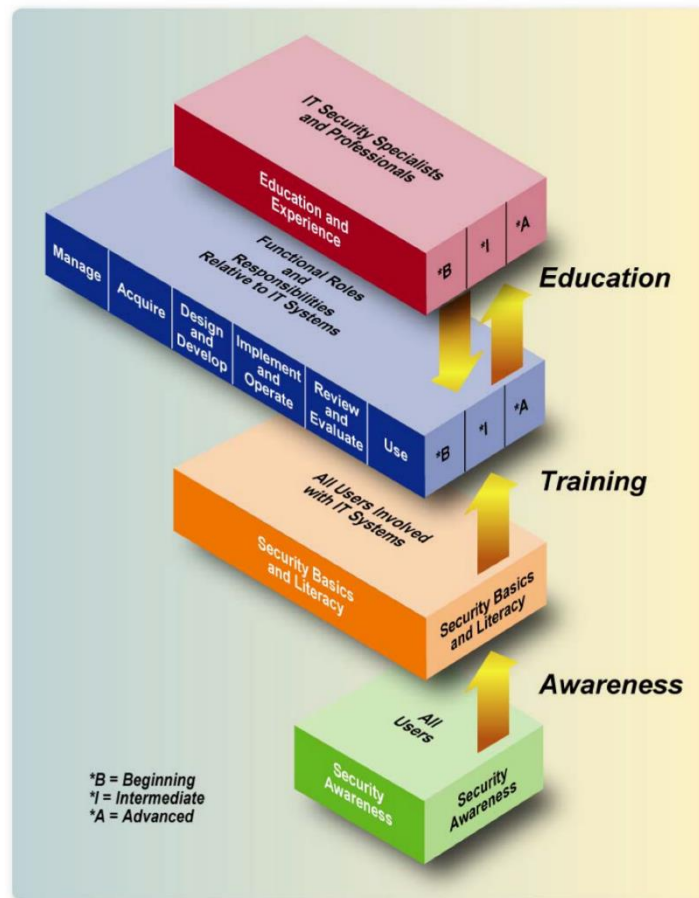 IT Security Specialists
and Professionals
Education and
Experience
*B
*I
*A
Education
Functional Roles
and
Responsibilities
Relative to IT Systems
Manage
Acquire
Design
and
Develop
Implement
and
Operate
Review
and
Evaluate
Use
*B
*I
*A
Training
All Users Involved
with IT Systems
Security Basics
and Literacy
Security Basics
and Literacy
Awareness
All
Users
Security
Awareness
Security
Awareness
*B = Beginning
*I = Intermediate
*A = Advanced